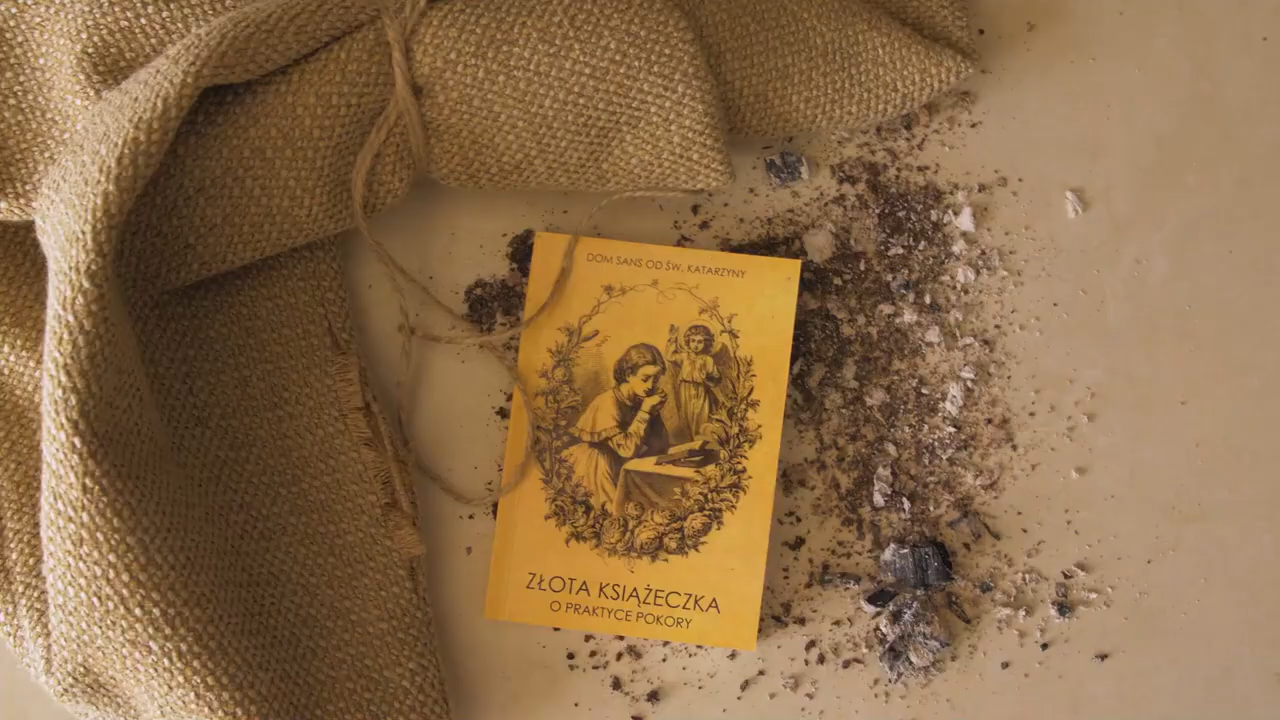 DOM SANS OD ŚW. KATARZYNY
ZŁOTA KSIĄŻECZKA
O PRAKTYCE POKORY